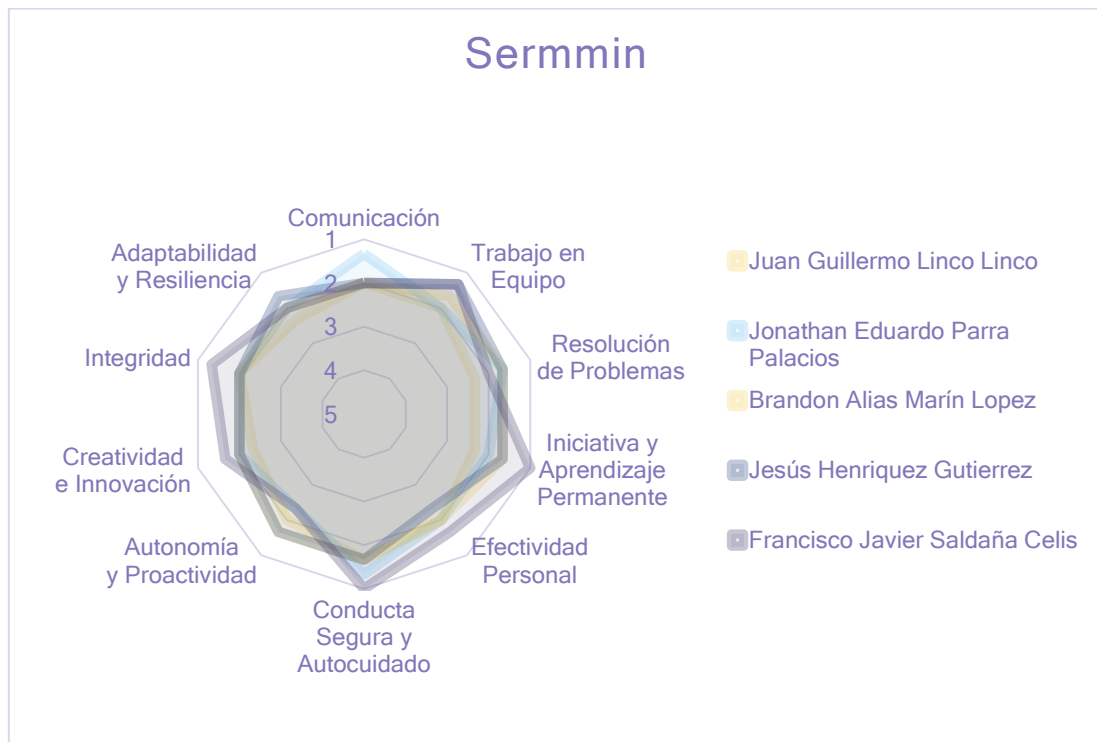 Sermmin
Comunicación
Trabajo en
Equipo
Resolución
de Problemas
Iniciativa y
Aprendizaje
Permanente
Efectividad
Personal
Conducta
Segura y
Autocuidado
Autonomía
y Proactividad
Creatividad
e Innovación
Integridad
Adaptabilidad
y Resiliencia
1
2
3
4
5
Juan Guillermo Linco Linco
Jonathan Eduardo Parra
Palacios
Brandon Alias Marín Lopez
Jesús Henriquez Gutierrez
Francisco Javier Saldaña Celis